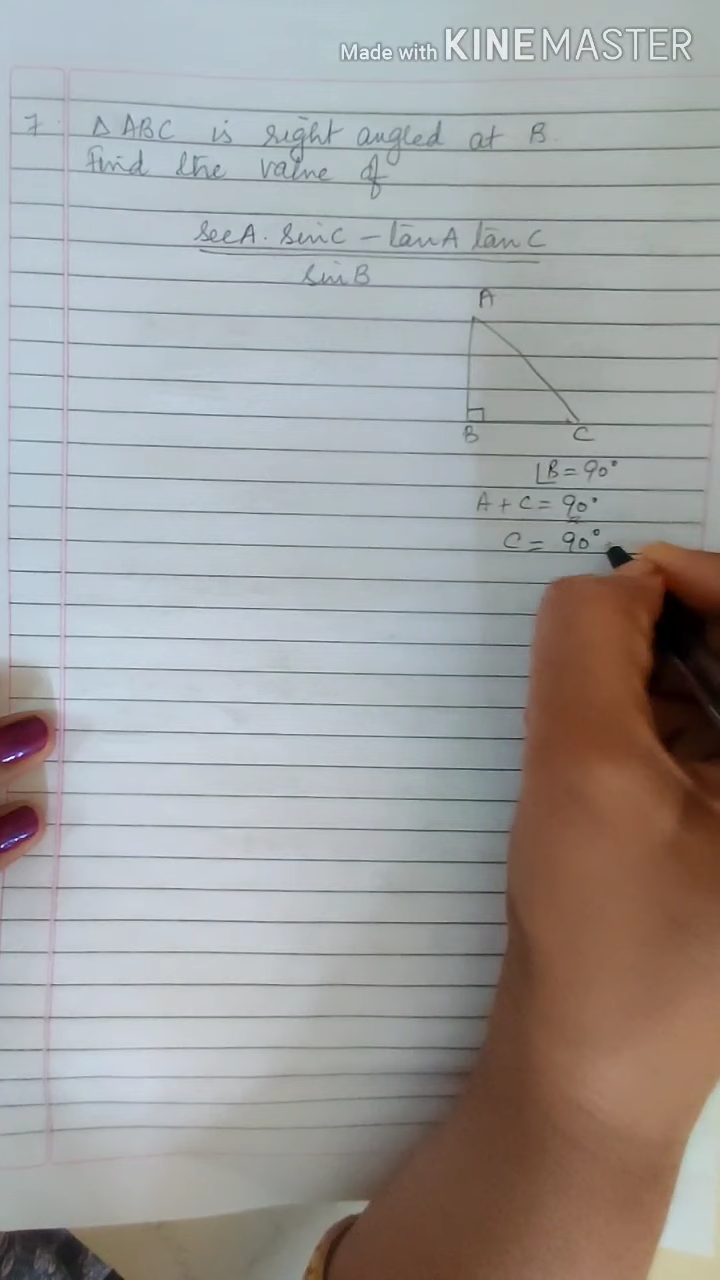 Made with KINEMASTER
7. Δ ABC is right angled at B.
Find the value of
secA. sinC - tanA tanC
sinB
A
B C
∠B = 90°
A + C = 90°
C = 90°